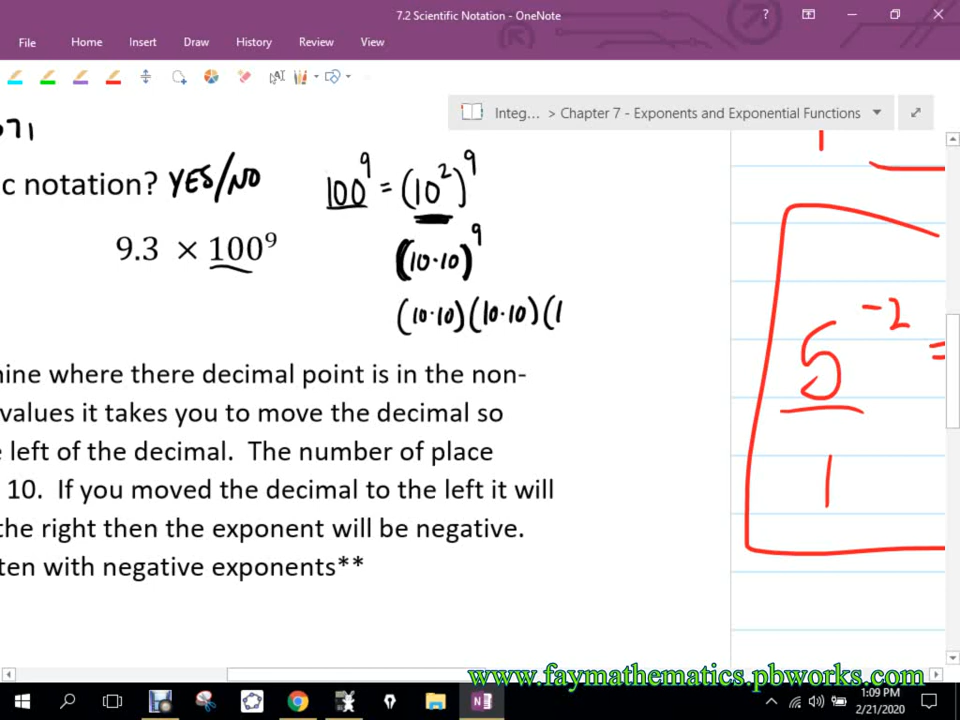 7.2 Scientific Notation - OneNote
?
File Home Insert Draw History Review View
Integ... > Chapter 7 - Exponents and Exponential Functions
071
c notation? YES/NO
100⁹ = (10²)⁹
9.3 × 100⁹
(10·10)⁹
(10·10)(10·10)(1
5⁻² =
1
nine where there decimal point is in the non-
values it takes you to move the decimal so
e left of the decimal. The number of place
10. If you moved the decimal to the left it will
the right then the exponent will be negative.
ten with negative exponents**
www.faymathematics.pbworks.com
1:09 PM
2/21/2020